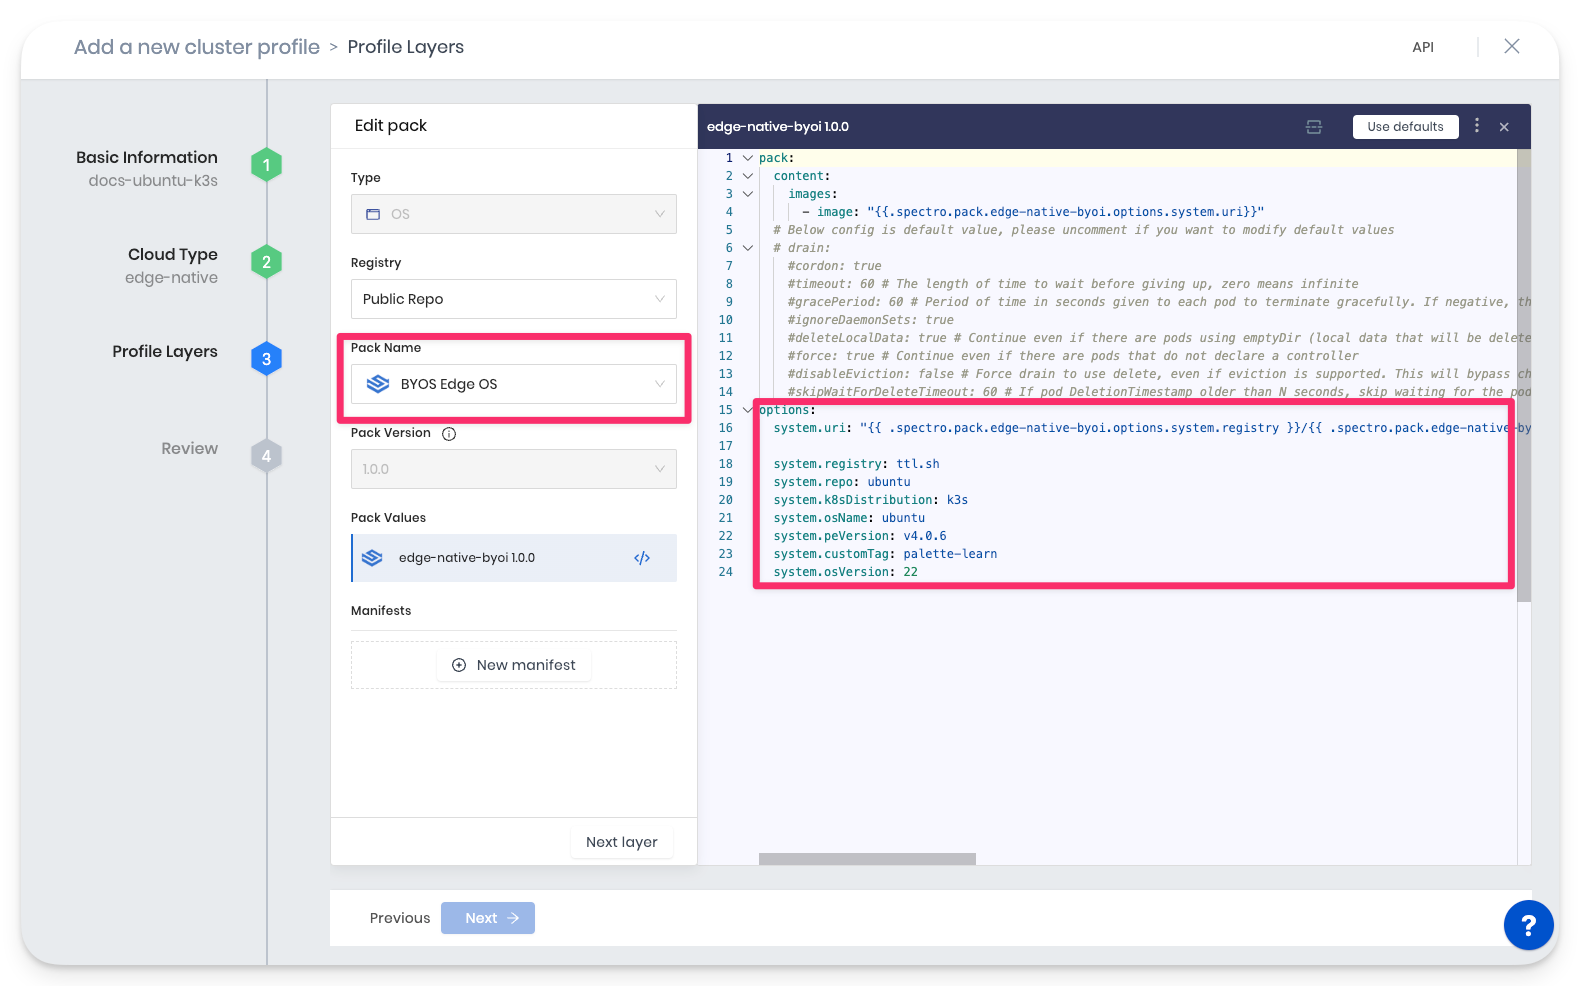 Add a new cluster profile > Profile Layers
API
Basic Information
docs-ubuntu-k3s
1
Cloud Type
edge-native
2
Profile Layers
3
Review
4
Edit pack
Type
OS
Registry
Public Repo
Pack Name
BYOS Edge OS
Pack Version
1.0.0
Pack Values
edge-native-byoi 1.0.0 </>
Manifests
New manifest
Next layer
edge-native-byoi 1.0.0
Use defaults
1 pack:
2 content:
3 images:
4 - image: "{{.spectro.pack.edge-native-byoi.options.system.uri}}"
5 # Below config is default value, please uncomment if you want to modify default values
6 # drain:
7 #cordon: true
8 #timeout: 60 # The length of time to wait before giving up, zero means infinite
9 #gracePeriod: 60 # Period of time in seconds given to each pod to terminate gracefully. If negative, th
10 #ignoreDaemonSets: true
11 #deleteLocalData: true # Continue even if there are pods using emptyDir (local data that will be delete
12 #force: true # Continue even if there are pods that do not declare a controller
13 #disableEviction: false # Force drain to use delete, even if eviction is supported. This will bypass ch
14 #skipWaitForDeleteTimeout: 60 # If pod DeletionTimestamp older than N seconds, skip waiting for the pod
15 options:
16 system.uri: "{{ .spectro.pack.edge-native-byoi.options.system.registry }}/{{ .spectro.pack.edge-native-by
17
18 system.registry: ttl.sh
19 system.repo: ubuntu
20 system.k8sDistribution: k3s
21 system.osName: ubuntu
22 system.peVersion: v4.0.6
23 system.customTag: palette-learn
24 system.osVersion: 22
Previous
Next
?